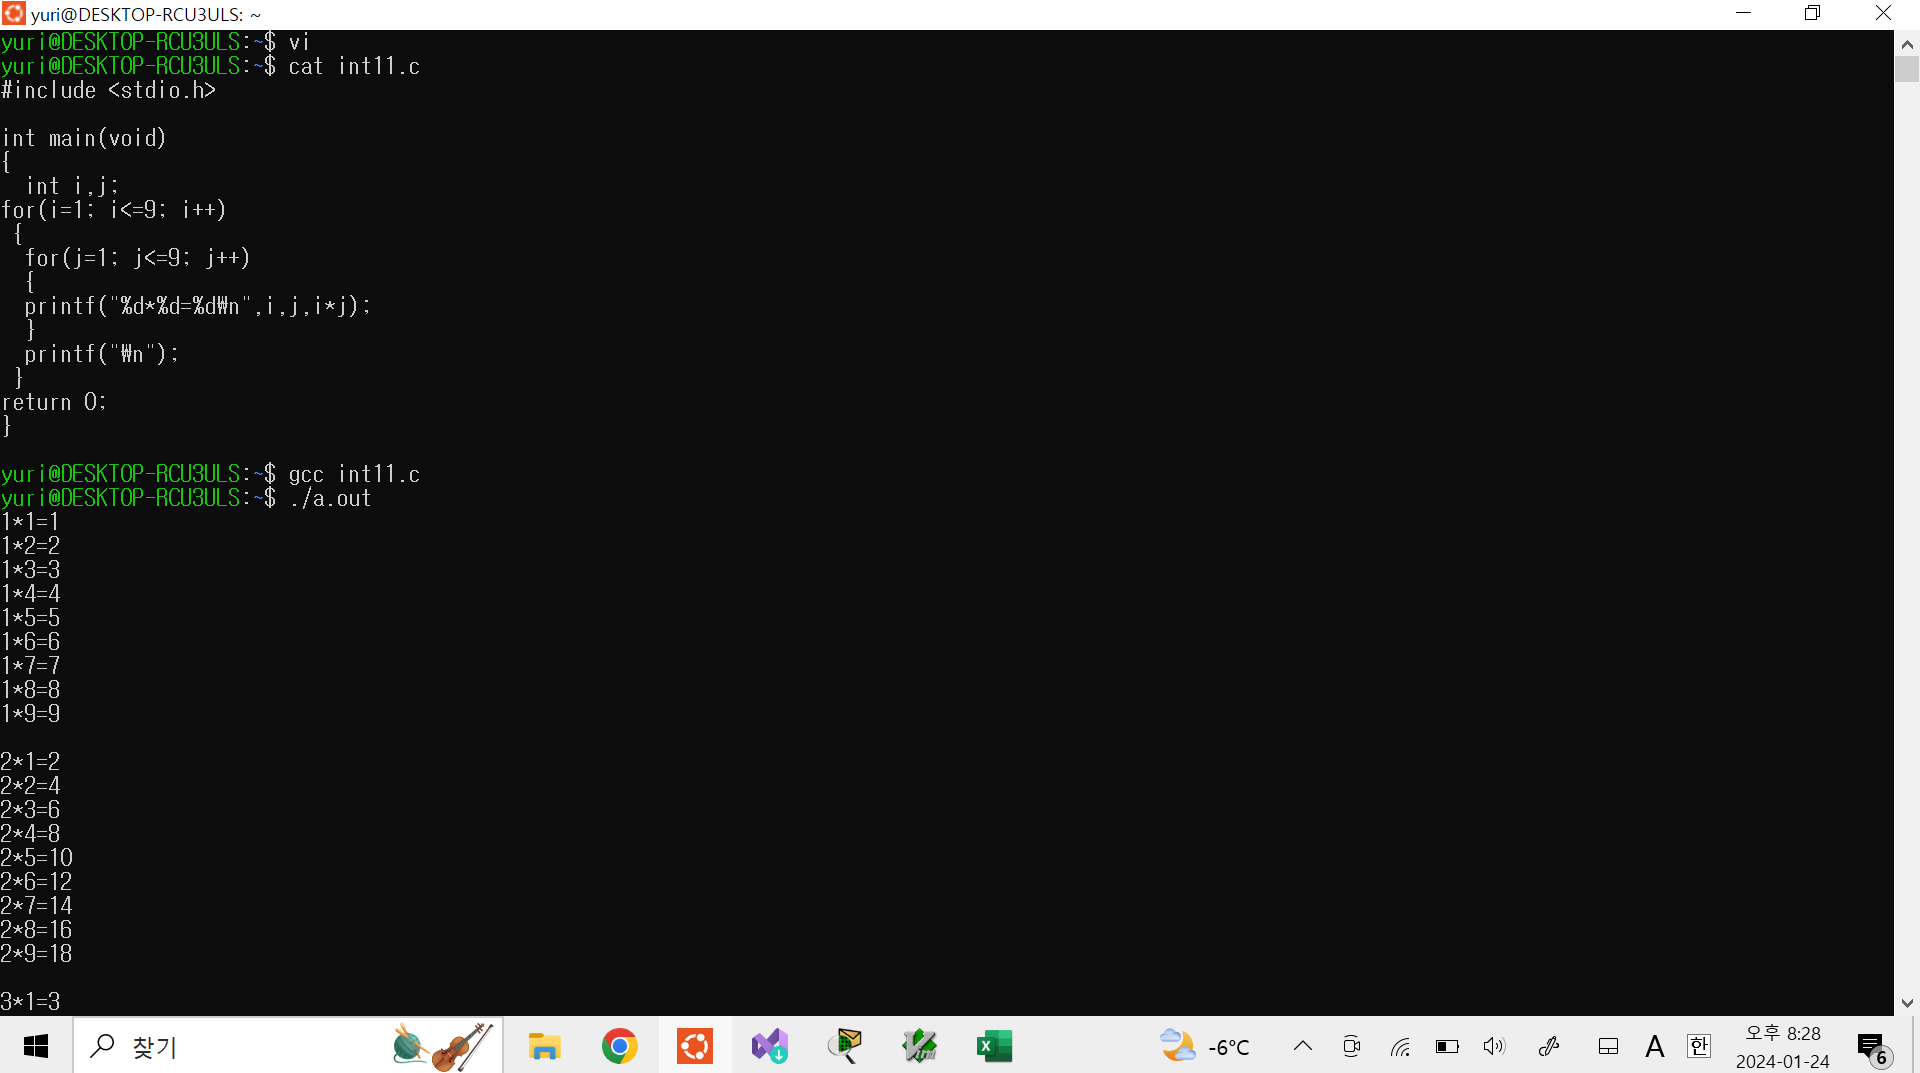 yuri@DESKTOP-RCU3ULS: ~
yuri@DESKTOP-RCU3ULS:~$ vi
yuri@DESKTOP-RCU3ULS:~$ cat int11.c
#include <stdio.h>
int main(void)
{
int i,j;
for(i=1; i<=9; i++)
{
for(j=1; j<=9; j++)
{
printf("%d*%d=%d₩n",i,j,i*j);
}
printf("₩n");
}
return 0;
}
yuri@DESKTOP-RCU3ULS:~$ gcc int11.c
yuri@DESKTOP-RCU3ULS:~$ ./a.out
1*1=1
1*2=2
1*3=3
1*4=4
1*5=5
1*6=6
1*7=7
1*8=8
1*9=9
2*1=2
2*2=4
2*3=6
2*4=8
2*5=10
2*6=12
2*7=14
2*8=16
2*9=18
3*1=3
찾기
-6°C
A
한
오후 8:28
2024-01-24
6